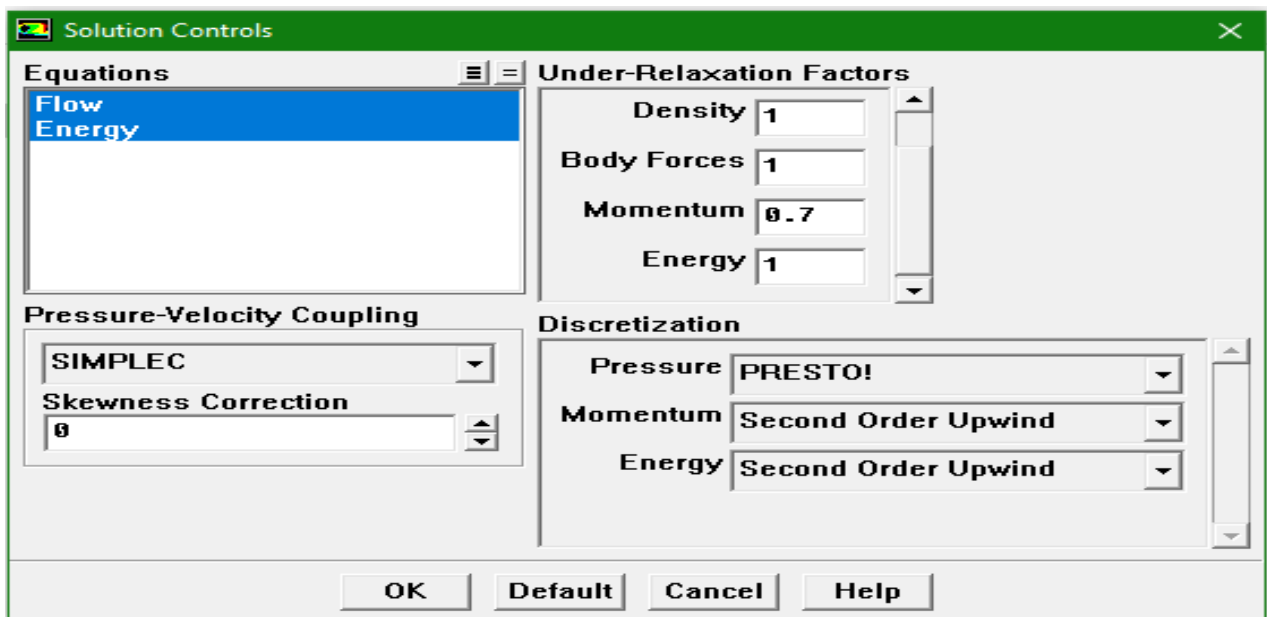 Solution Controls
Equations
Flow
Energy
Under-Relaxation Factors
Density 1
Body Forces 1
Momentum 0.7
Energy 1
Pressure-Velocity Coupling
SIMPLEC
Skewness Correction
0
Discretization
Pressure PRESTO!
Momentum Second Order Upwind
Energy Second Order Upwind
OK Default Cancel Help